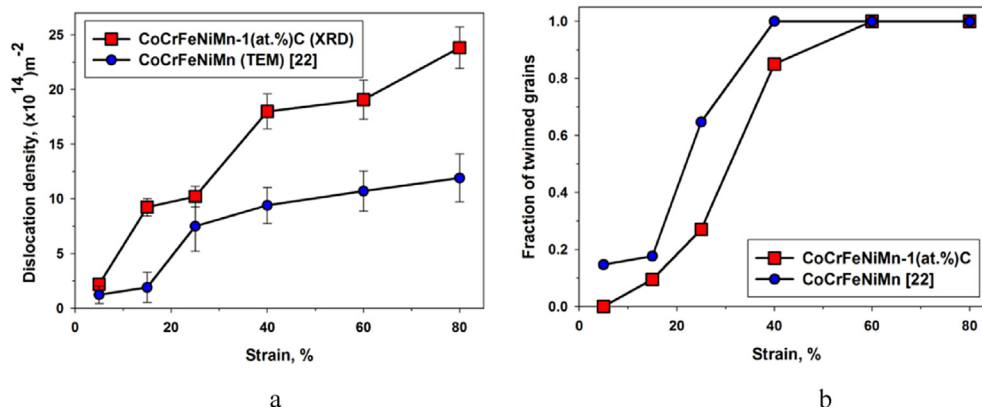 Dislocation density, (x10¹⁴)m⁻²
25
20
15
10
5
0
CoCrFeNiMn-1(at.%)C (XRD)
CoCrFeNiMn (TEM) [22]
0 20 40 60 80
Strain, %
a
Fraction of twinned grains
1.0
0.8
0.6
0.4
0.2
0.0
CoCrFeNiMn-1(at.%)C
CoCrFeNiMn [22]
0 20 40 60 80
Strain, %
b